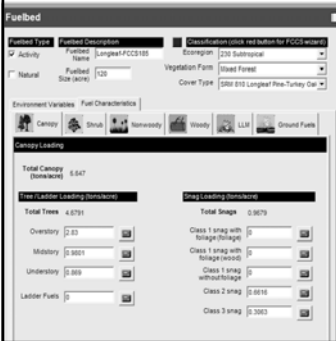 Fuelbed
Fuelbed Type
Fuelbed Description
Classification (click red button for FCCS wizard)
Activity
Fuelbed Name
Longleaf-FCCS185
Ecoregion
230 Subtropical
Natural
Fuelbed Size (acre)
120
Vegetation Form
Mixed Forest
Cover Type
SRM 810 Longleaf Pine-Turkey Oak
Environment Variables
Fuel Characteristics
Canopy
Shrub
Nonwoody
Woody
LLM
Ground Fuels
Canopy Loading
Total Canopy (tons/acre)
5.647
Tree / Ladder Loading (tons/acre)
Snag Loading (tons/acre)
Total Trees
4.6791
Total Snags
0.9679
Overstory
2.83
Class 1 snag with foliage(foliage)
0
Midstory
Class 1 snag with foliage(wood)
0
Understory
0.869
Class 1 snag without foliage
0
Ladder Fuels
0
Class 2 snag
0.6616
Class 3 snag
0.3063